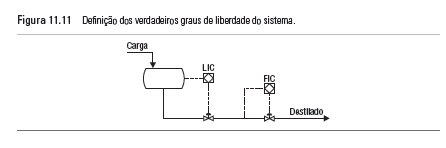 Figura 11.11 Definição dos verdadeiros graus de liberdade do sistema.
Carga
LIC
FIC
Destilado